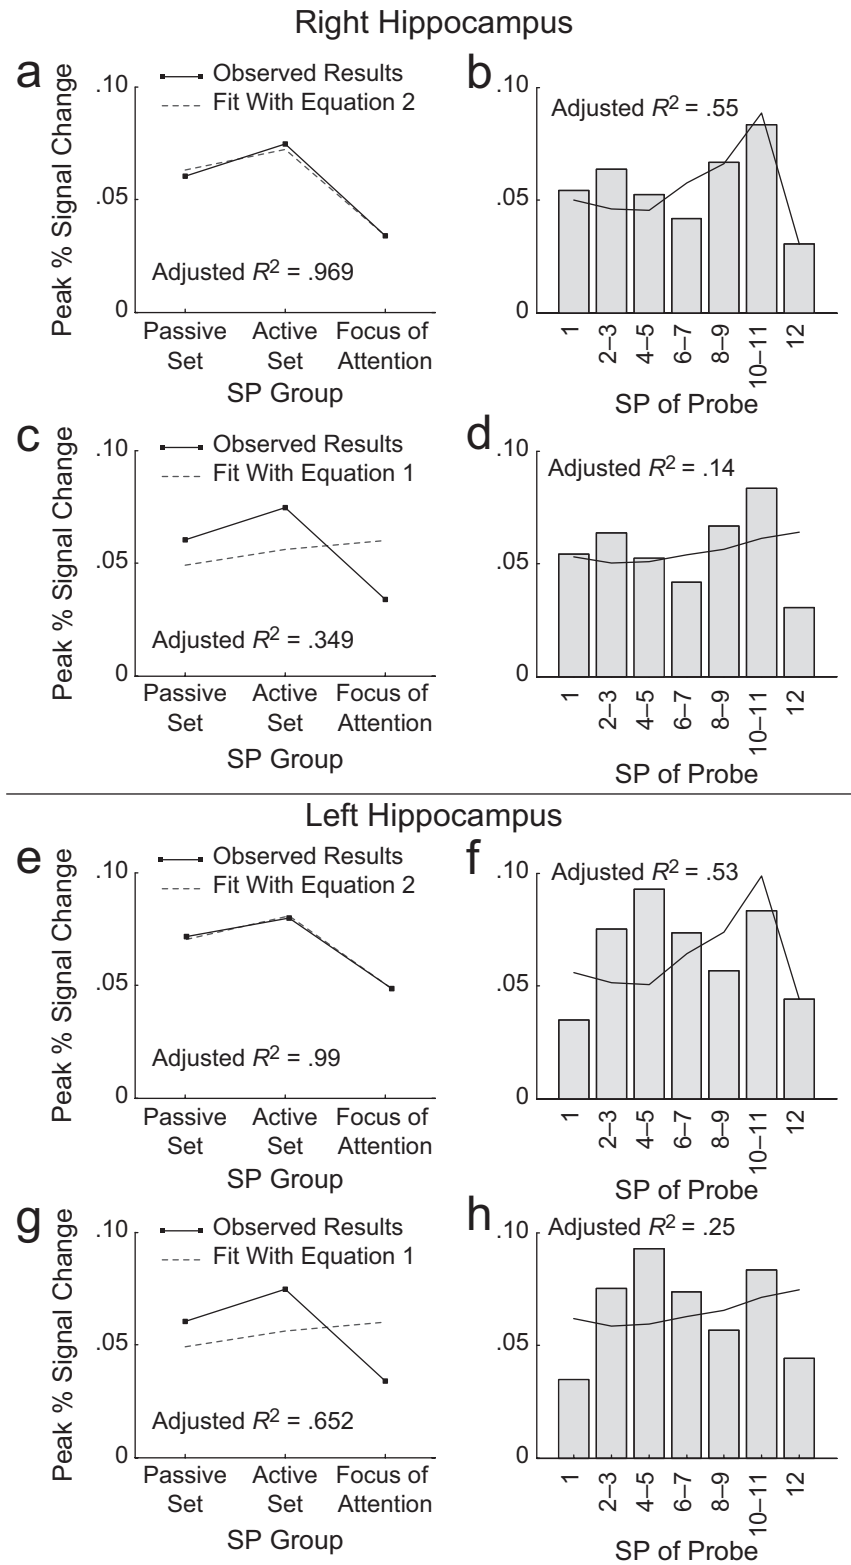 Right Hippocampus
a
Peak % Signal Change
.10
.05
0
Observed Results
Fit With Equation 2
Adjusted R2 = .969
Passive Set
Active Set
Focus of Attention
SP Group
b
.10
.05
0
Adjusted R2 = .55
1
2–3
4–5
6–7
8–9
10–11
12
SP of Probe
c
Peak % Signal Change
.10
.05
0
Observed Results
Fit With Equation 1
Adjusted R2 = .349
Passive Set
Active Set
Focus of Attention
SP Group
d
.10
.05
0
Adjusted R2 = .14
1
2–3
4–5
6–7
8–9
10–11
12
SP of Probe
Left Hippocampus
e
Peak % Signal Change
.10
.05
0
Observed Results
Fit With Equation 2
Adjusted R2 = .99
Passive Set
Active Set
Focus of Attention
SP Group
f
.10
.05
0
Adjusted R2 = .53
1
2–3
4–5
6–7
8–9
10–11
12
SP of Probe
g
Peak % Signal Change
.10
.05
0
Observed Results
Fit With Equation 1
Adjusted R2 = .652
Passive Set
Active Set
Focus of Attention
SP Group
h
.10
.05
0
Adjusted R2 = .25
1
2–3
4–5
6–7
8–9
10–11
12
SP of Probe